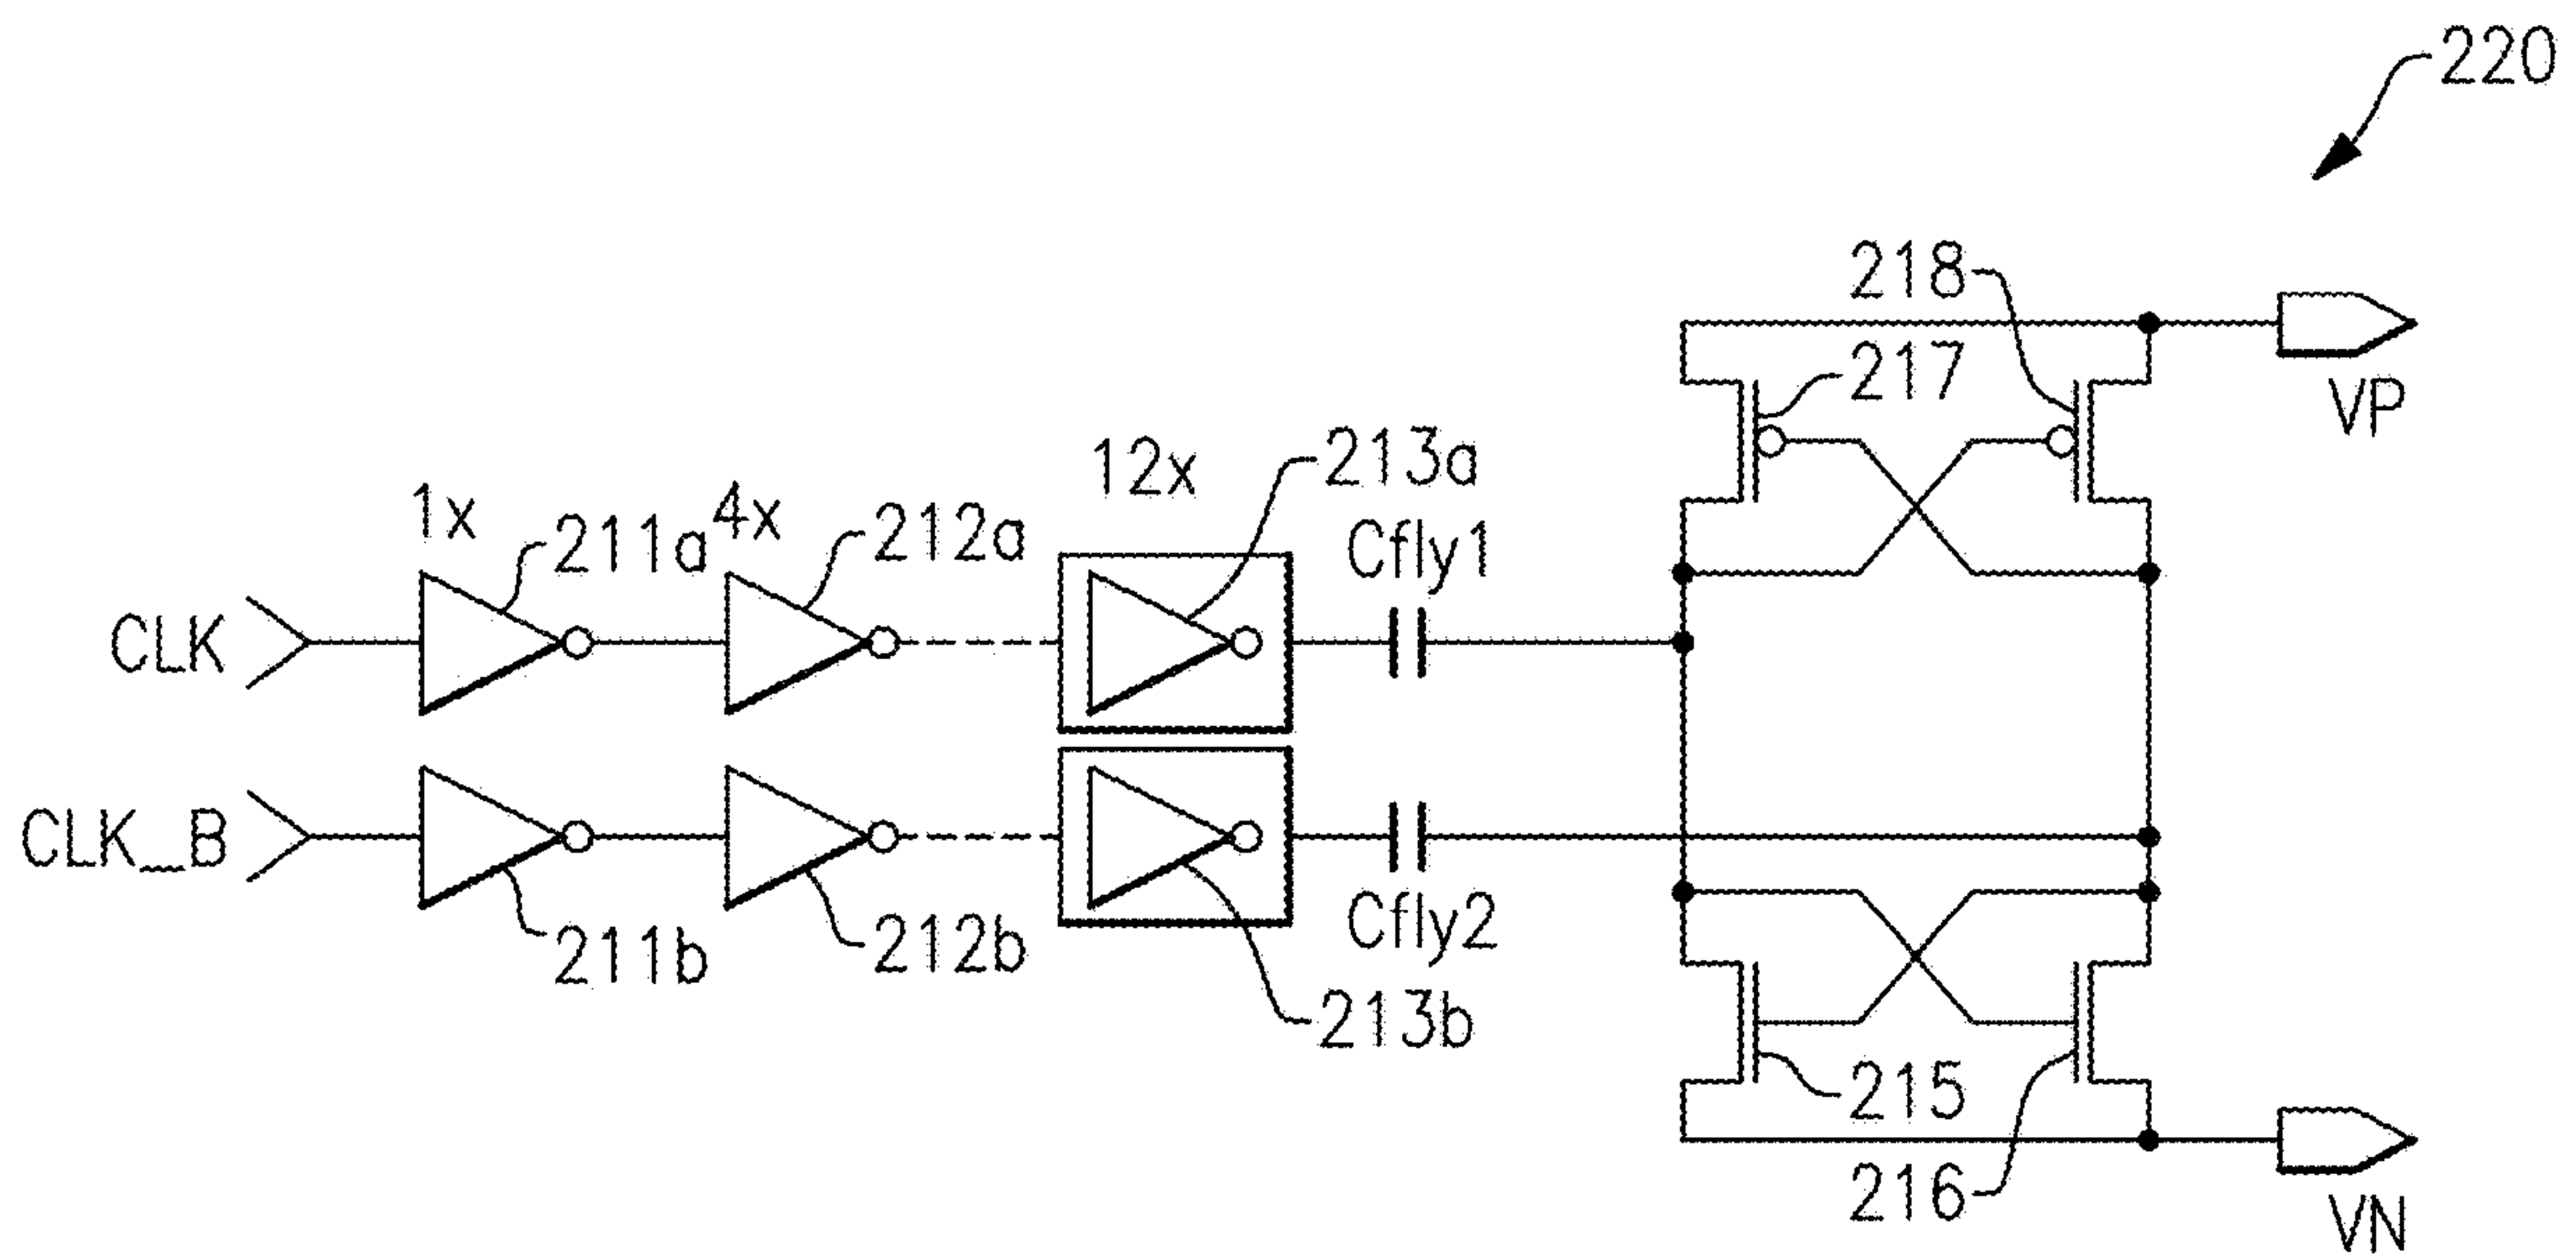 220
218
VP
217
12x
213a
1x
211a
4x
212a
Cfly1
CLK
CLK_B
Cfly2
211b
212b
213b
215
216
VN